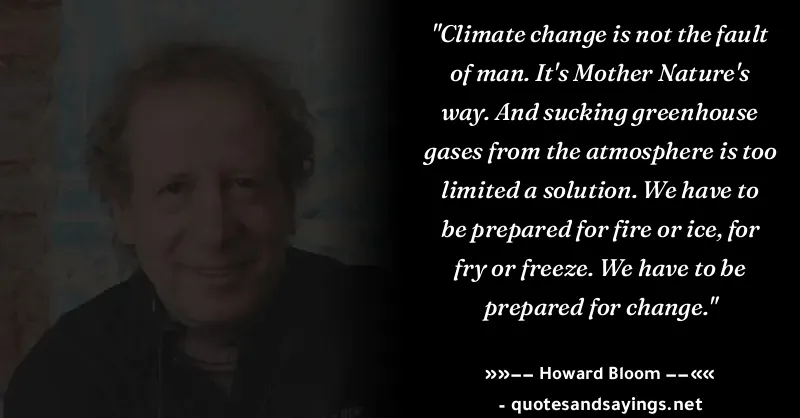 "Climate change is not the fault
of man. It's Mother Nature's
way. And sucking greenhouse
gases from the atmosphere is too
limited a solution. We have to
be prepared for fire or ice, for
fry or freeze. We have to be
prepared for change."
»»−− Howard Bloom −−««
- quotesandsayings.net